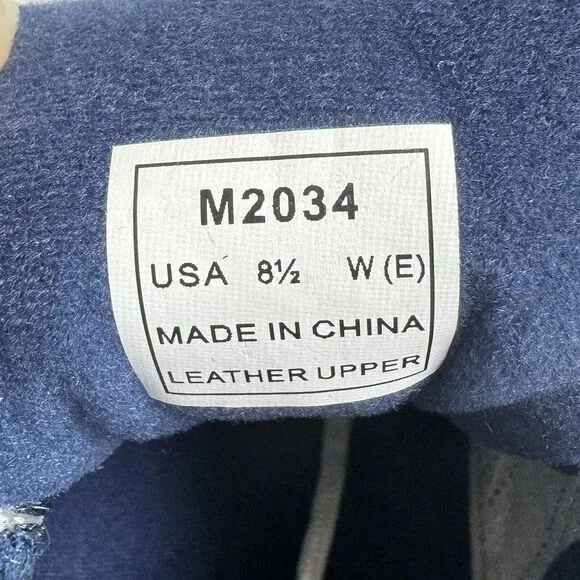 M2034
USA 8½ W (E)
MADE IN CHINA
LEATHER UPPER